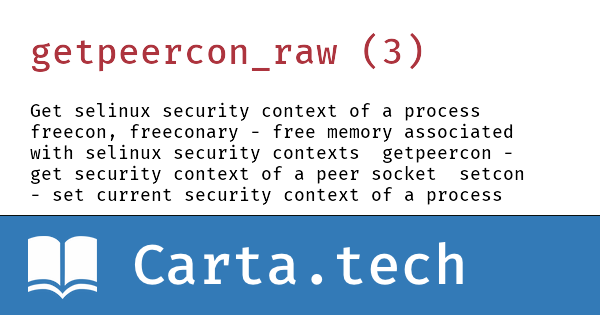 getpeercon_raw (3)
Get selinux security context of a process
freecon, freeconary - free memory associated
with selinux security contexts  getpeercon -
get security context of a peer socket  setcon
- set current security context of a process
Carta.tech